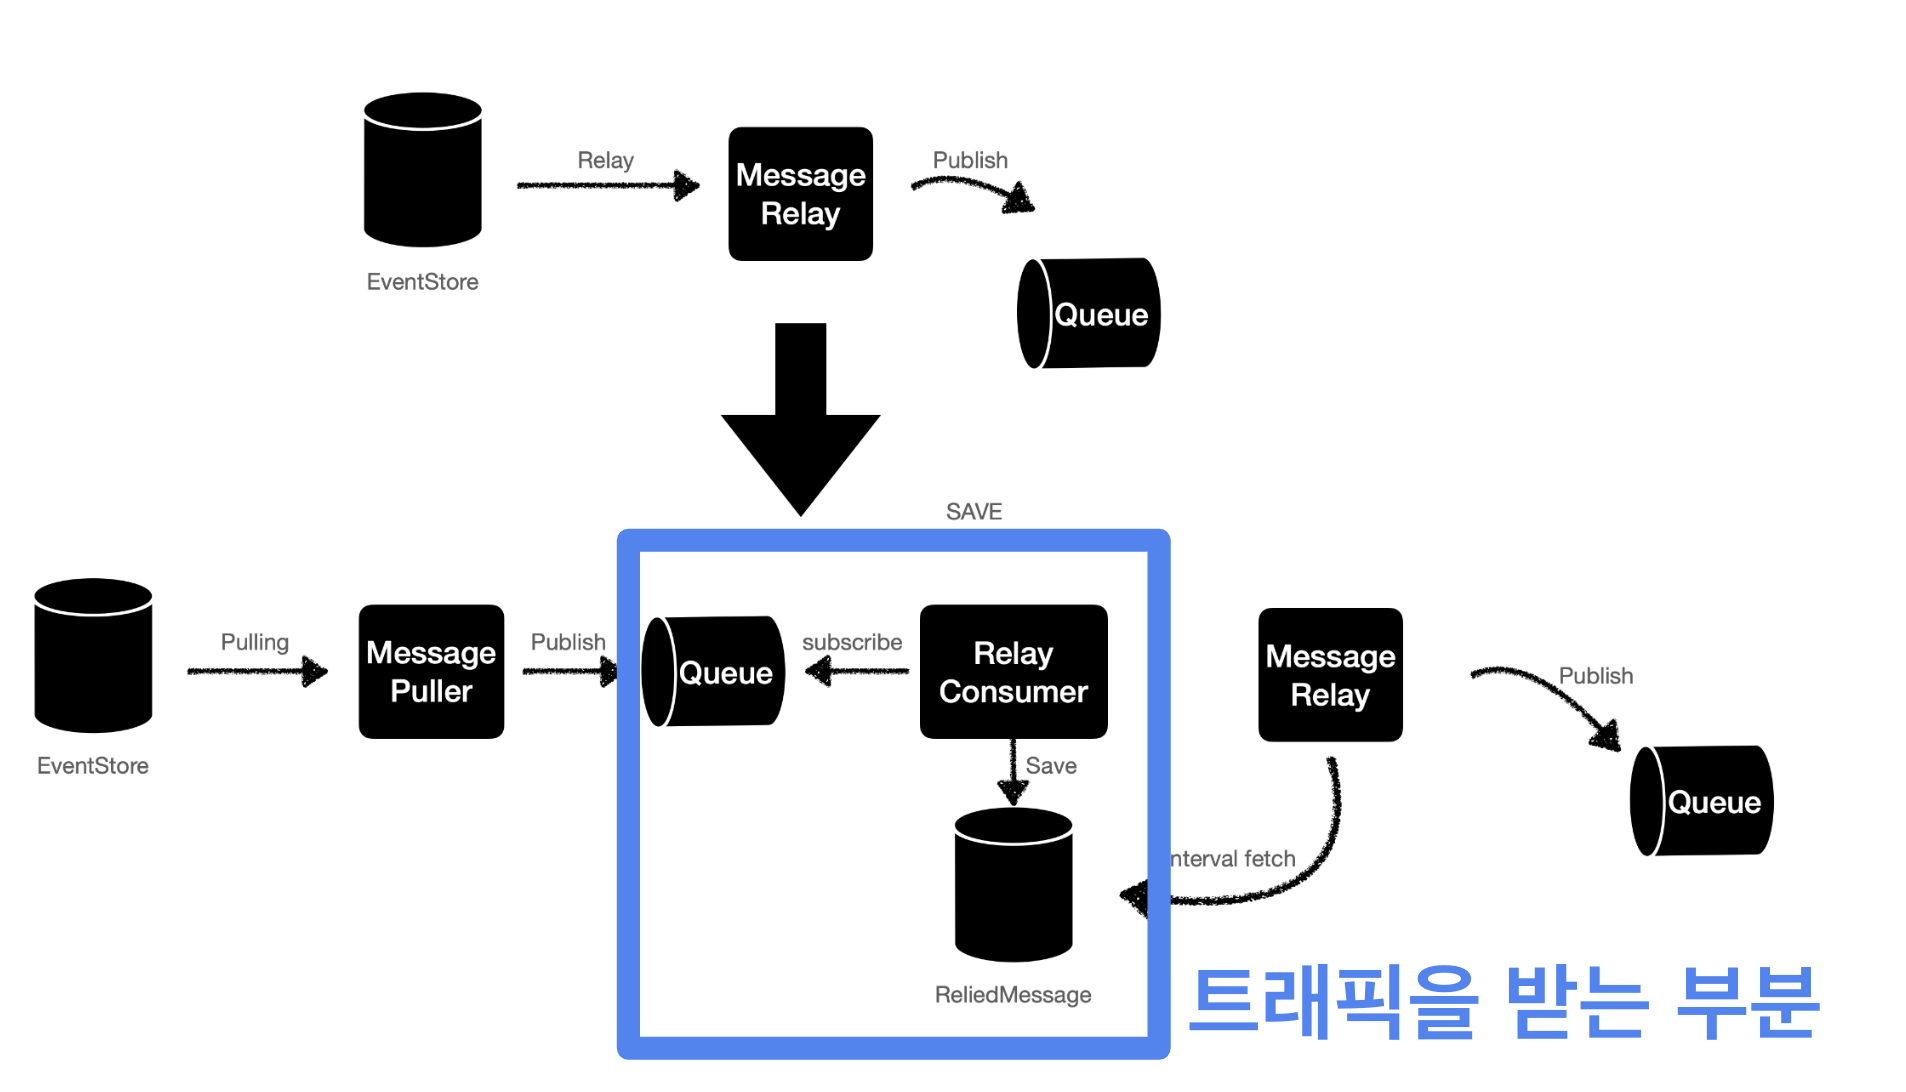 Relay
Message
Relay
Publish
EventStore
Queue
SAVE
Pulling
Message
Puller
Publish
Queue
subscribe
Relay
Consumer
Message
Relay
Publish
EventStore
Save
Queue
nterval fetch
ReliedMessage
트래픽을 받는 부분